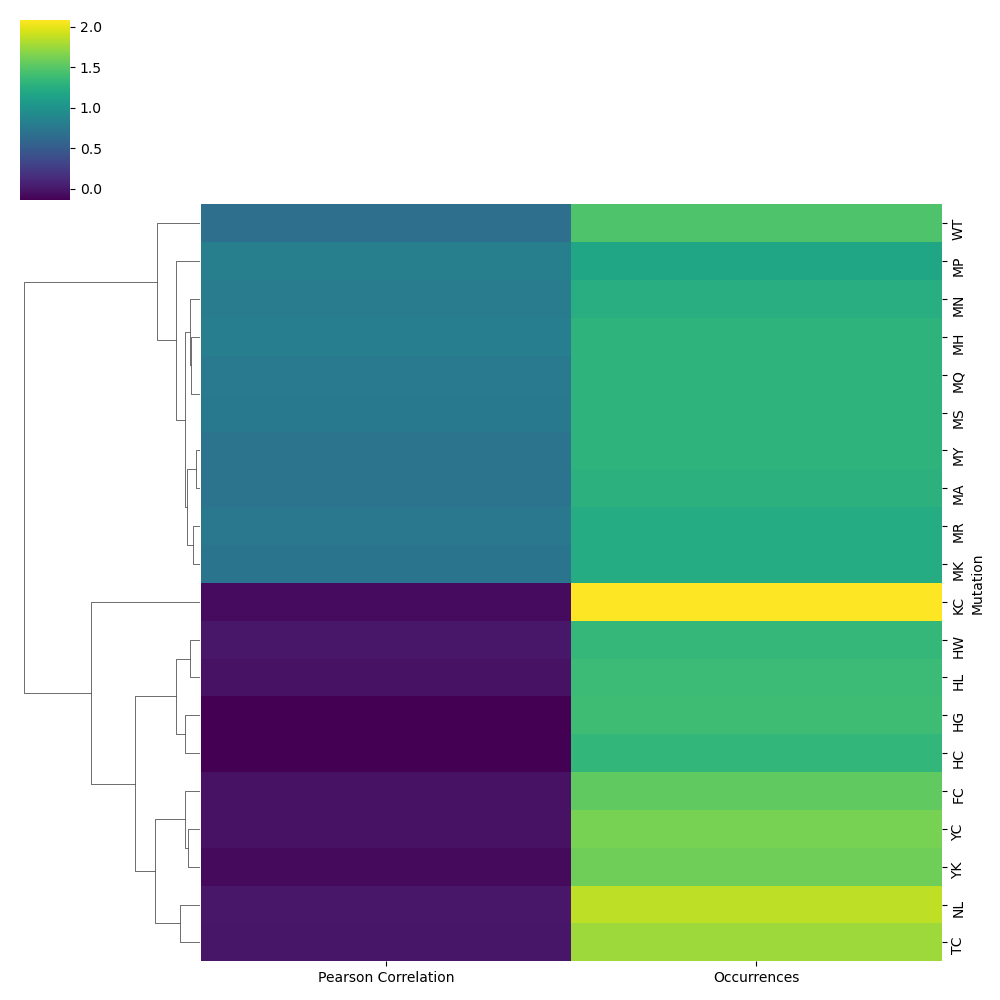 2.0
1.5
1.0
0.5
0.0
WT
MP
MN
MH
MQ
MS
MY
MA
MR
MK
KC
HW
HL
HG
HC
FC
YC
YK
NL
TC
Mutation
Pearson Correlation
Occurrences